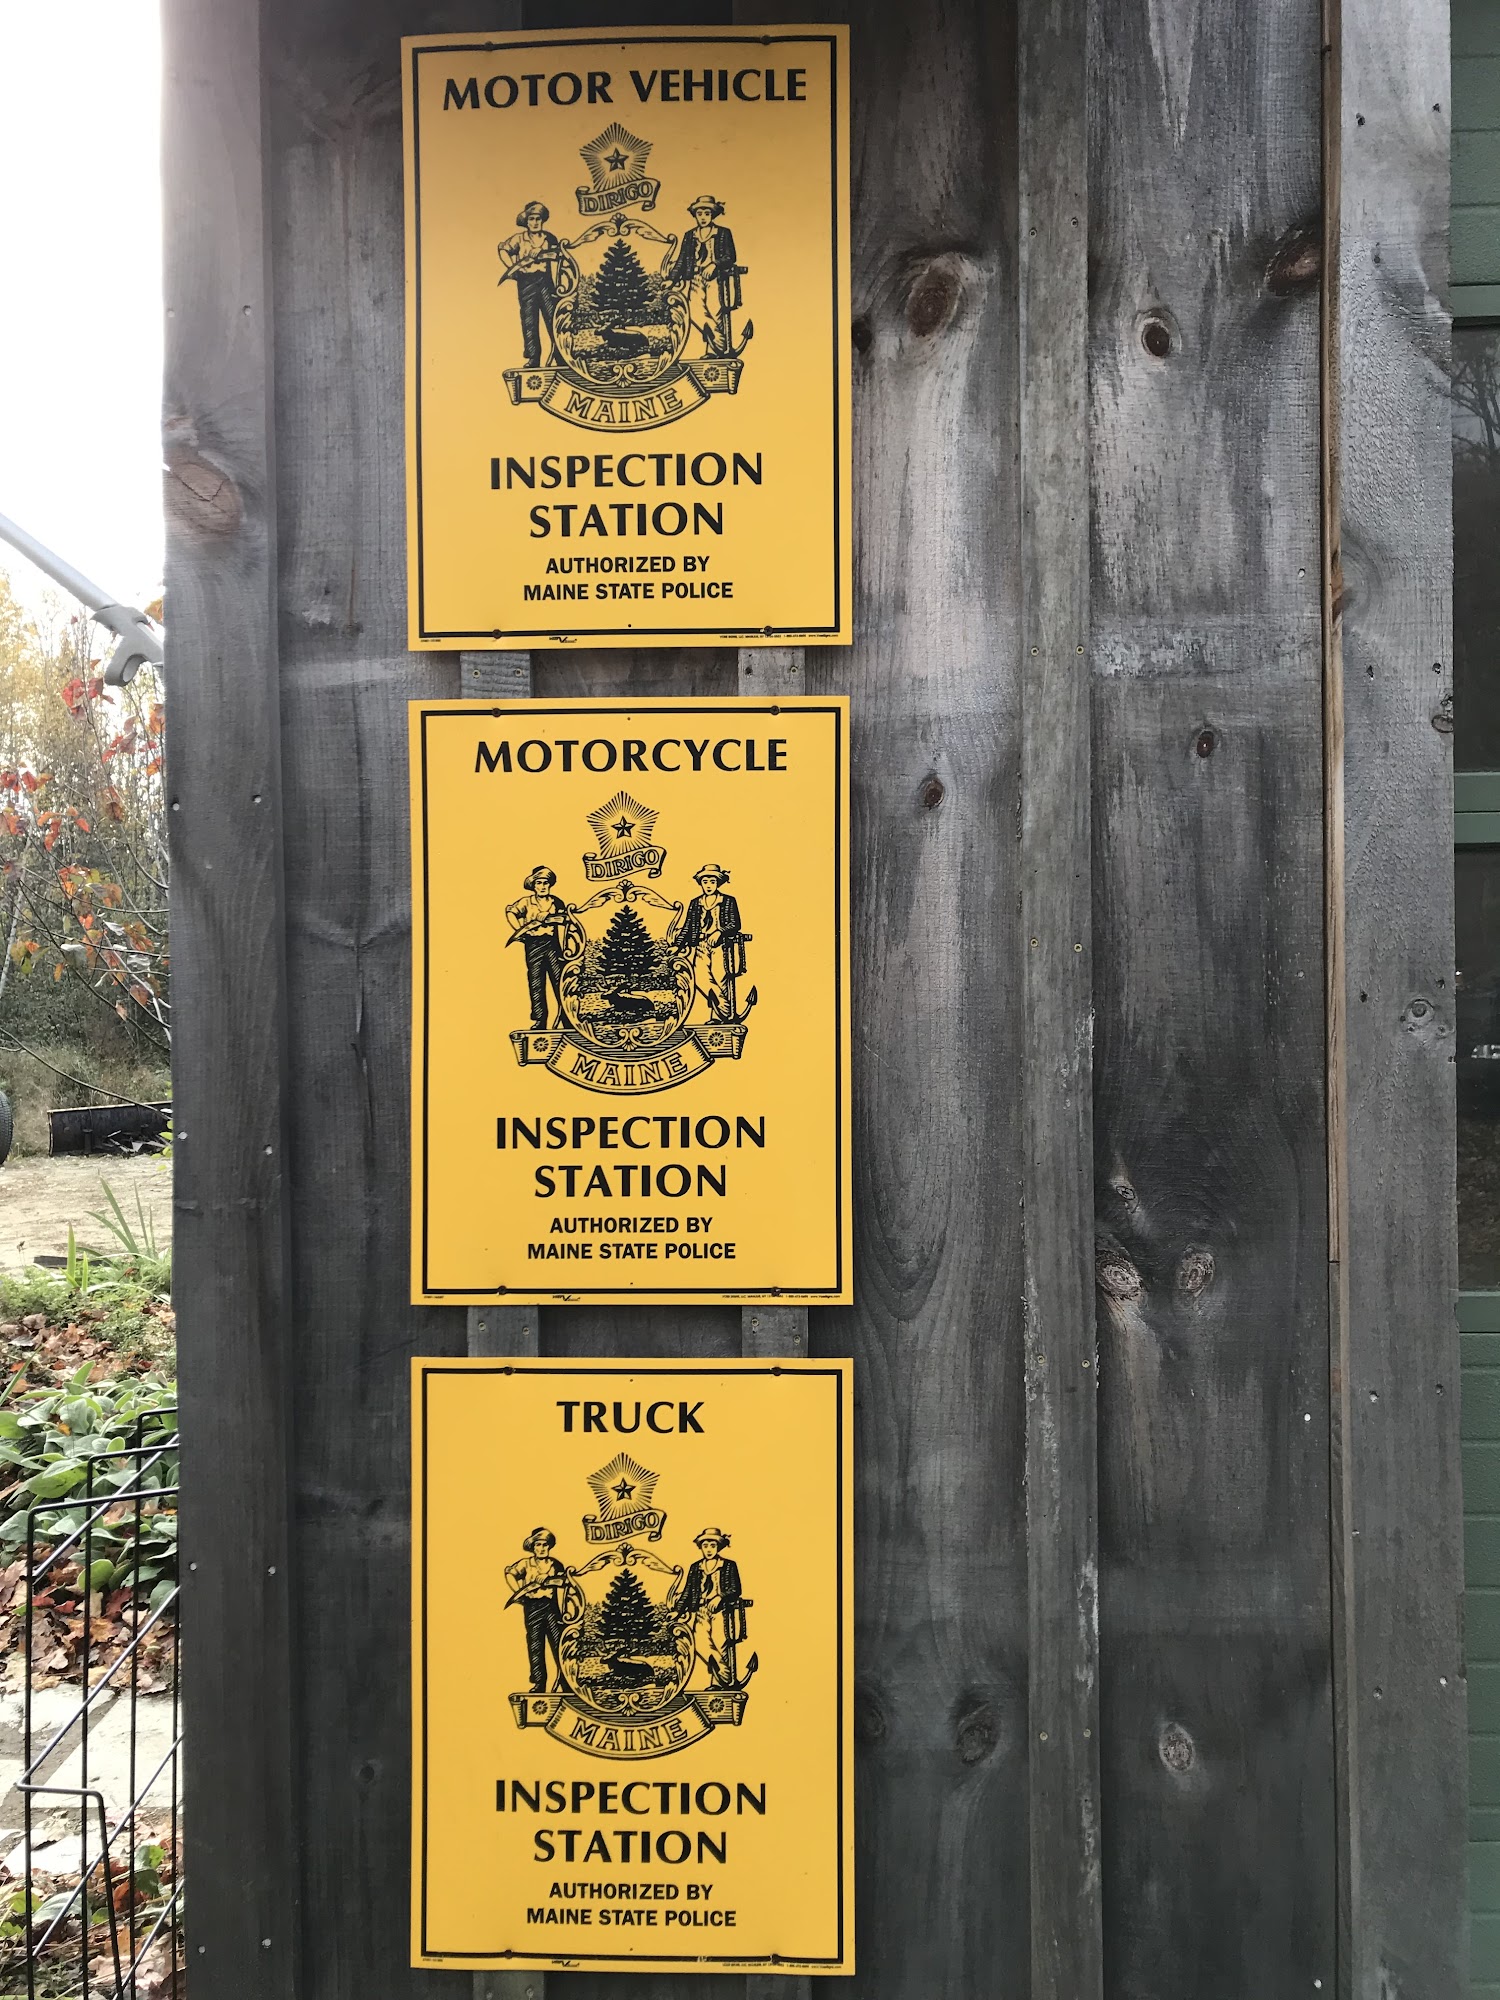 MOTOR VEHICLE
DIRIGO
MAINE
INSPECTION
STATION
AUTHORIZED BY
MAINE STATE POLICE
MOTORCYCLE
DIRIGO
MAINE
INSPECTION
STATION
AUTHORIZED BY
MAINE STATE POLICE
TRUCK
DIRIGO
MAINE
INSPECTION
STATION
AUTHORIZED BY
MAINE STATE POLICE